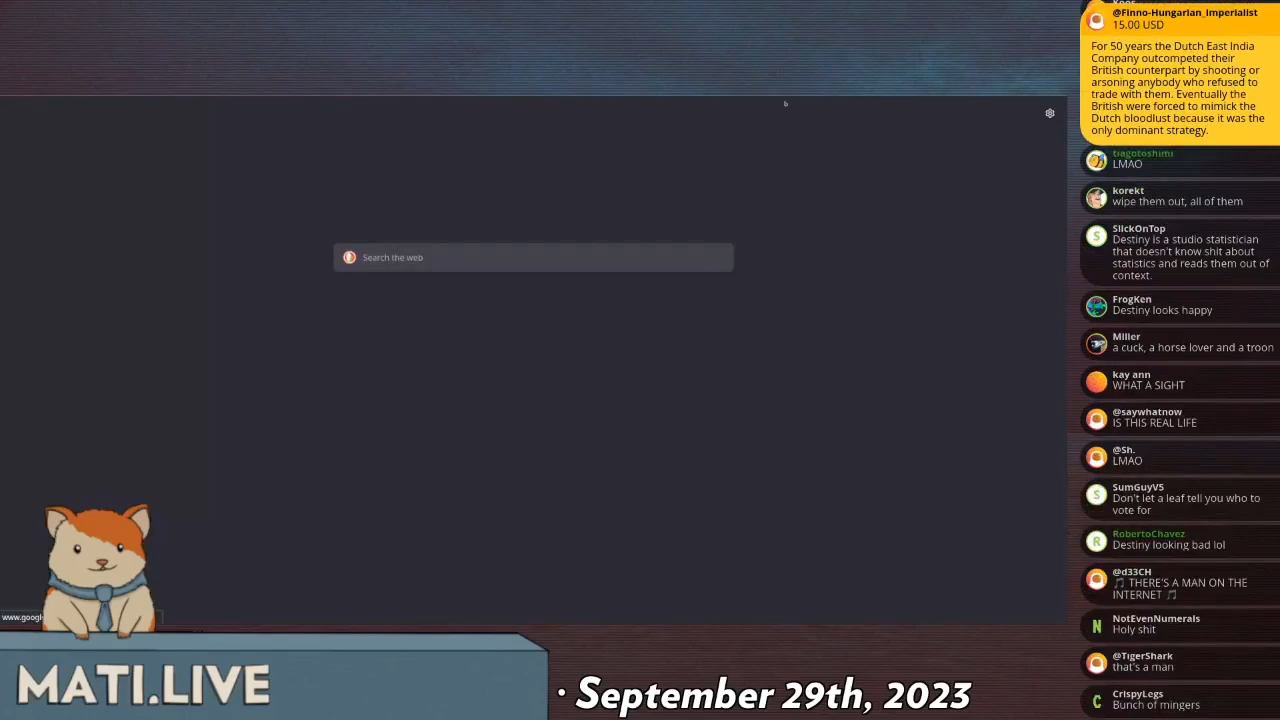 @Finno-Hungarian_Imperialist
15.00 USD
For 50 years the Dutch East India
Company outcompeted their
British counterpart by shooting or
arsoning anybody who refused to
trade with them. Eventually the
British were forced to mimick the
Dutch bloodlust because it was the
only dominant strategy.
tiagotoshimi
LMAO
korekt
wipe them out, all of them
SlickOnTop
Destiny is a studio statistician
that doesn't know shit about
statistics and reads them out of
context.
FrogKen
Destiny looks happy
Miller
a cuck, a horse lover and a troon
kay ann
WHAT A SIGHT
@saywhatnow
IS THIS REAL LIFE
@Sh.
LMAO
SumGuyV5
Don't let a leaf tell you who to
vote for
RobertoChavez
Destiny looking bad lol
@d33CH
🎵 THERE'S A MAN ON THE
INTERNET 🎵
NotEvenNumerals
Holy shit
@TigerShark
that's a man
CrispyLegs
Bunch of mingers
Search the web
www.googl
MATI.LIVE
· September 29th, 2023